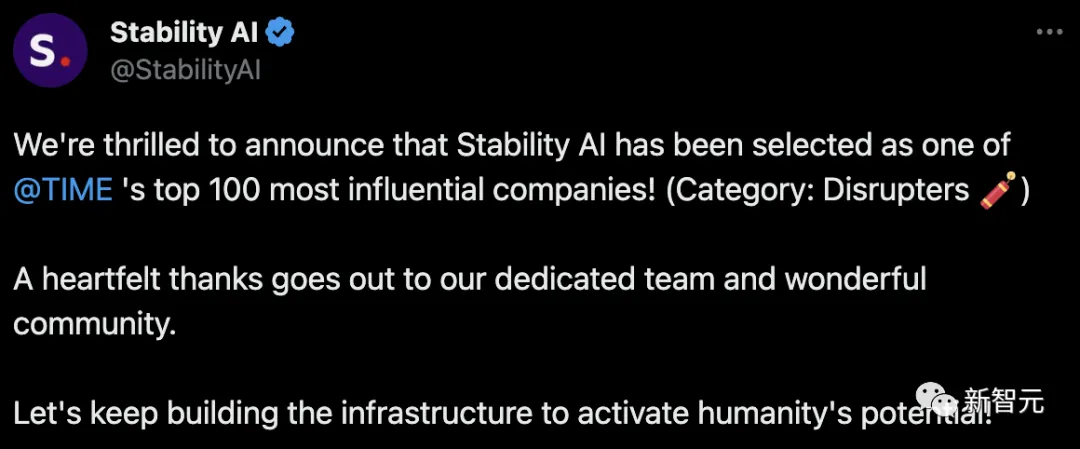 S.
Stability AI
@StabilityAI
We're thrilled to announce that Stability AI has been selected as one of
@TIME 's top 100 most influential companies! (Category: Disrupters 🧨)
A heartfelt thanks goes out to our dedicated team and wonderful
community.
Let's keep building the infrastructure to activate humanity's potential!
新智元